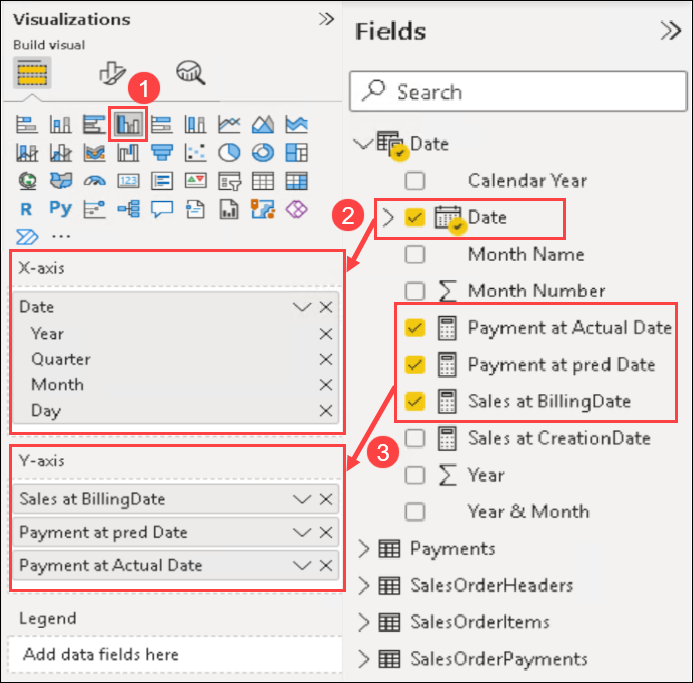 Visualizations
Build visual
1
123
R
Py
...
X-axis
Date
Year
Quarter
Month
Day
Y-axis
Sales at BillingDate
Payment at pred Date
Payment at Actual Date
Legend
Add data fields here
Fields
Search
Date
Calendar Year
2
Date
Month Name
Month Number
Payment at Actual Date
Payment at pred Date
Sales at BillingDate
3
Sales at CreationDate
Year
Year & Month
Payments
SalesOrderHeaders
SalesOrderItems
SalesOrderPayments